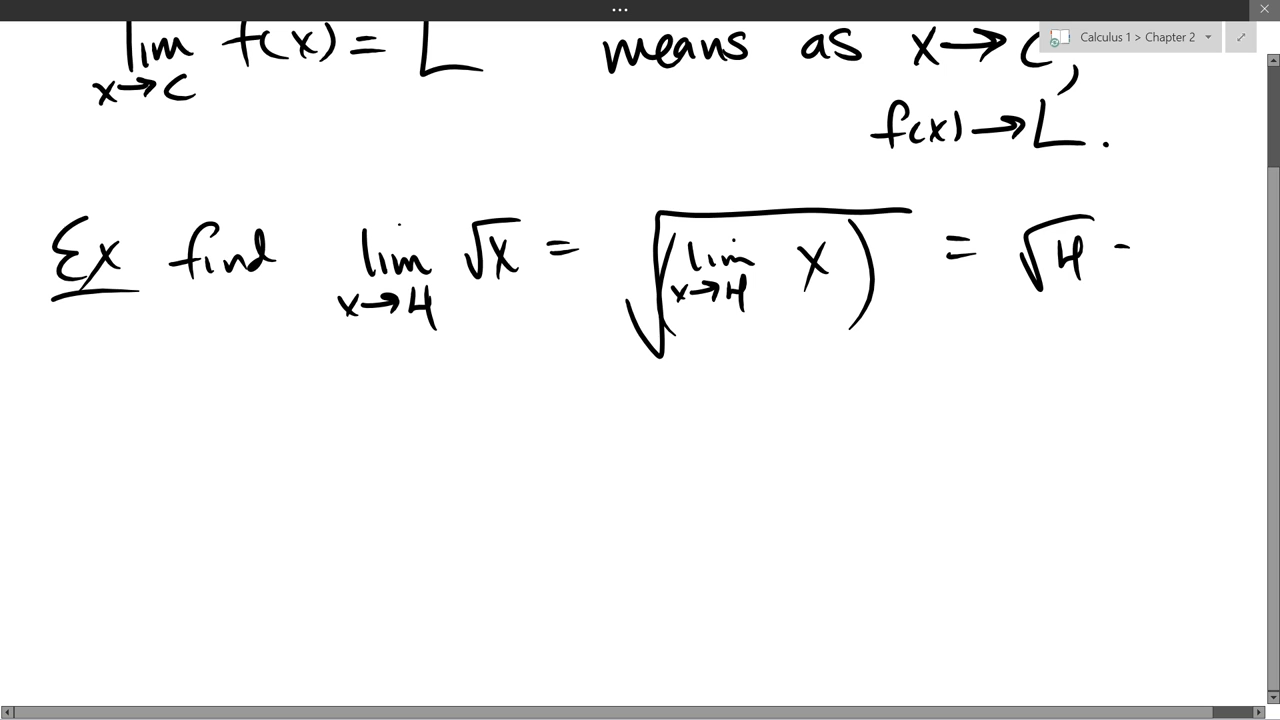 Calculus 1 > Chapter 2
lim f(x) = L means as x→c,
x→c
f(x)→L.
Ex find lim √x = √(lim x) = √4 =
x→4 x→4